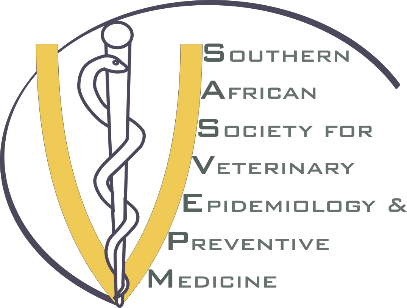 Southern
African
Society for
Veterinary
Epidemiology &
Preventive
Medicine